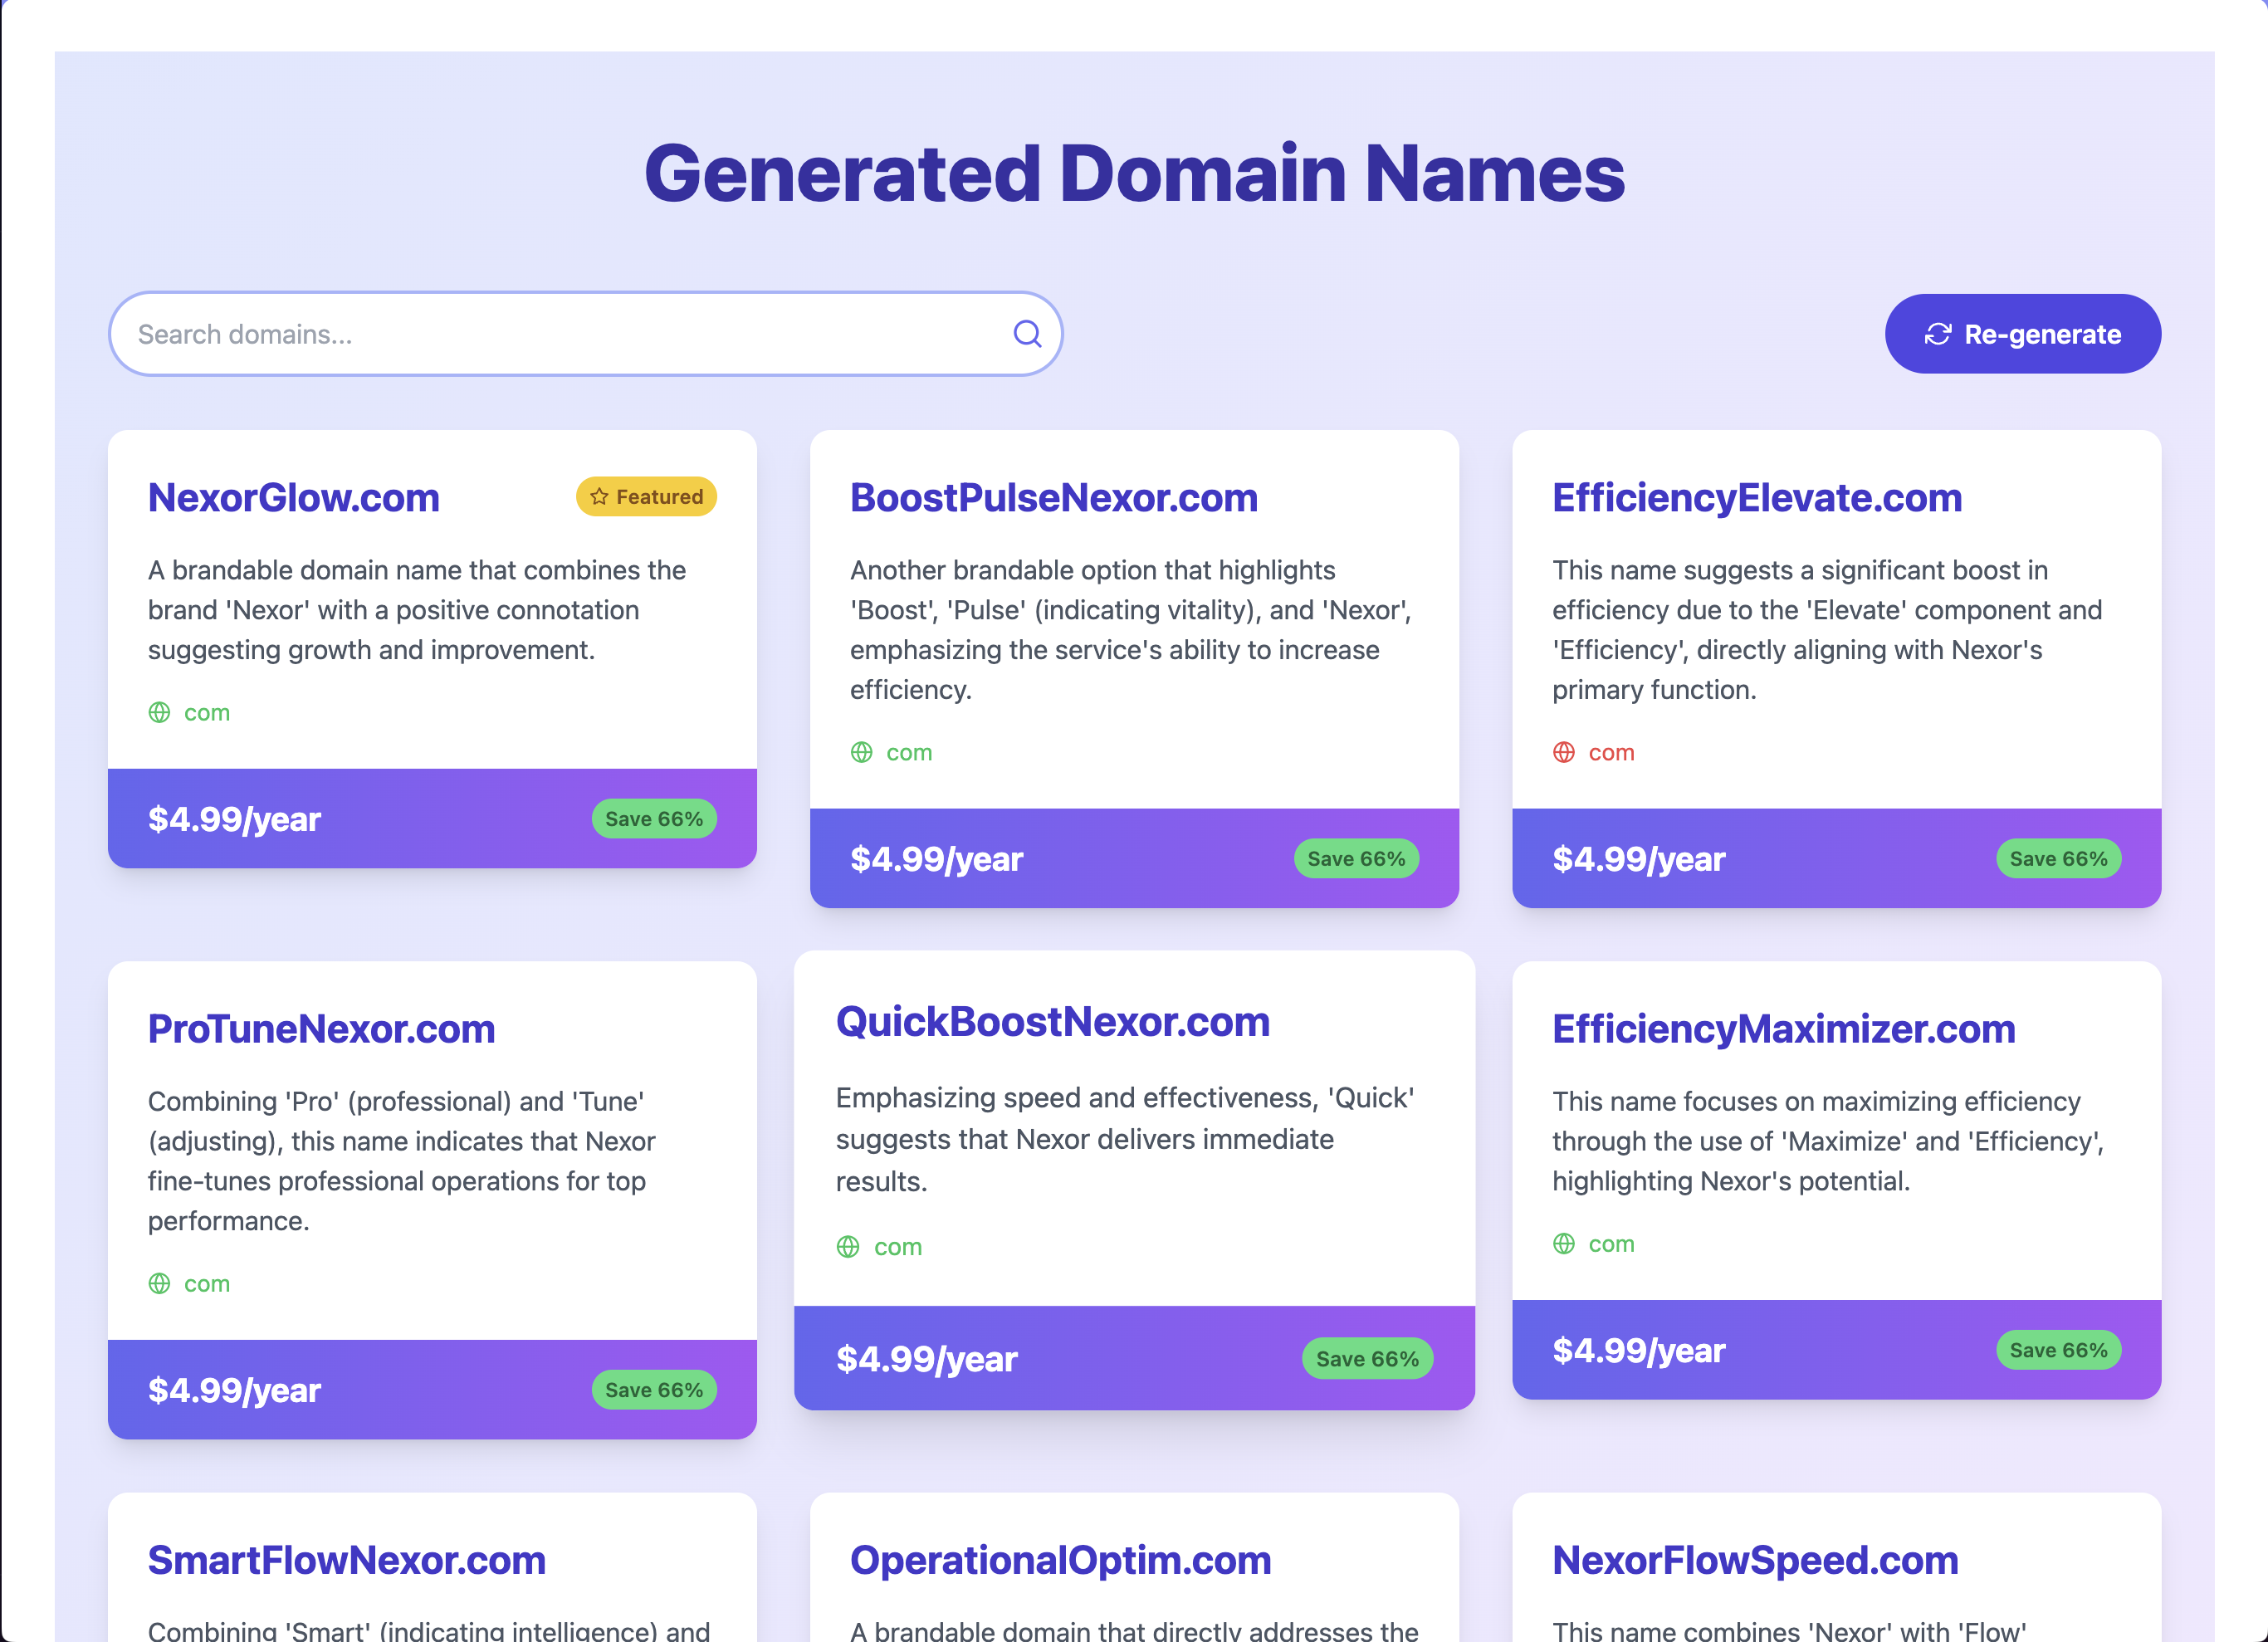 Generated Domain Names
Search domains...
Re-generate
NexorGlow.com
Featured
A brandable domain name that combines the
brand 'Nexor' with a positive connotation
suggesting growth and improvement.
com
$4.99/year
Save 66%
BoostPulseNexor.com
Another brandable option that highlights
'Boost', 'Pulse' (indicating vitality), and 'Nexor',
emphasizing the service's ability to increase
efficiency.
com
$4.99/year
Save 66%
EfficiencyElevate.com
This name suggests a significant boost in
efficiency due to the 'Elevate' component and
'Efficiency', directly aligning with Nexor's
primary function.
com
$4.99/year
Save 66%
ProTuneNexor.com
Combining 'Pro' (professional) and 'Tune'
(adjusting), this name indicates that Nexor
fine-tunes professional operations for top
performance.
com
$4.99/year
Save 66%
QuickBoostNexor.com
Emphasizing speed and effectiveness, 'Quick'
suggests that Nexor delivers immediate
results.
com
$4.99/year
Save 66%
EfficiencyMaximizer.com
This name focuses on maximizing efficiency
through the use of 'Maximize' and 'Efficiency',
highlighting Nexor's potential.
com
$4.99/year
Save 66%
SmartFlowNexor.com
Combining 'Smart' (indicating intelligence) and
OperationalOptim.com
A brandable domain that directly addresses the
NexorFlowSpeed.com
This name combines 'Nexor' with 'Flow'